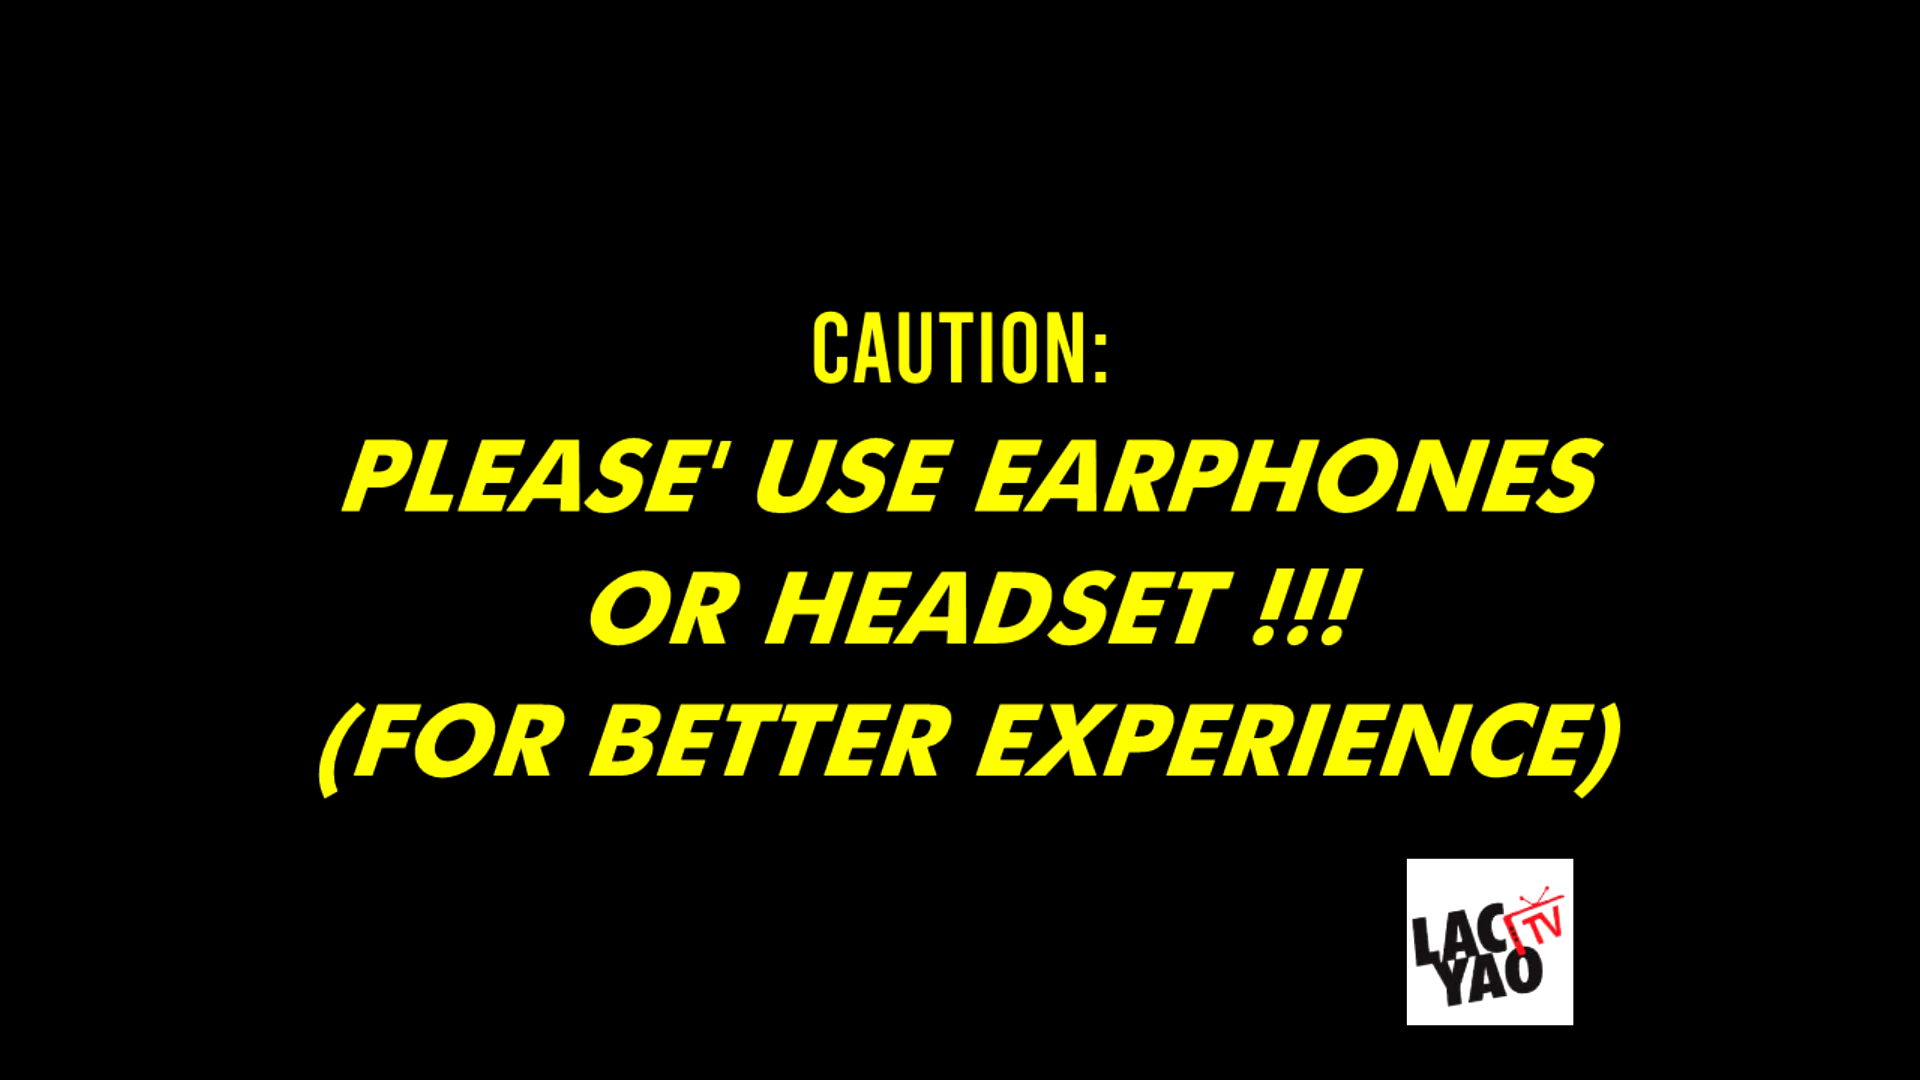 CAUTION:
PLEASE' USE EARPHONES
OR HEADSET !!!
(FOR BETTER EXPERIENCE)
LAC TV
YAO